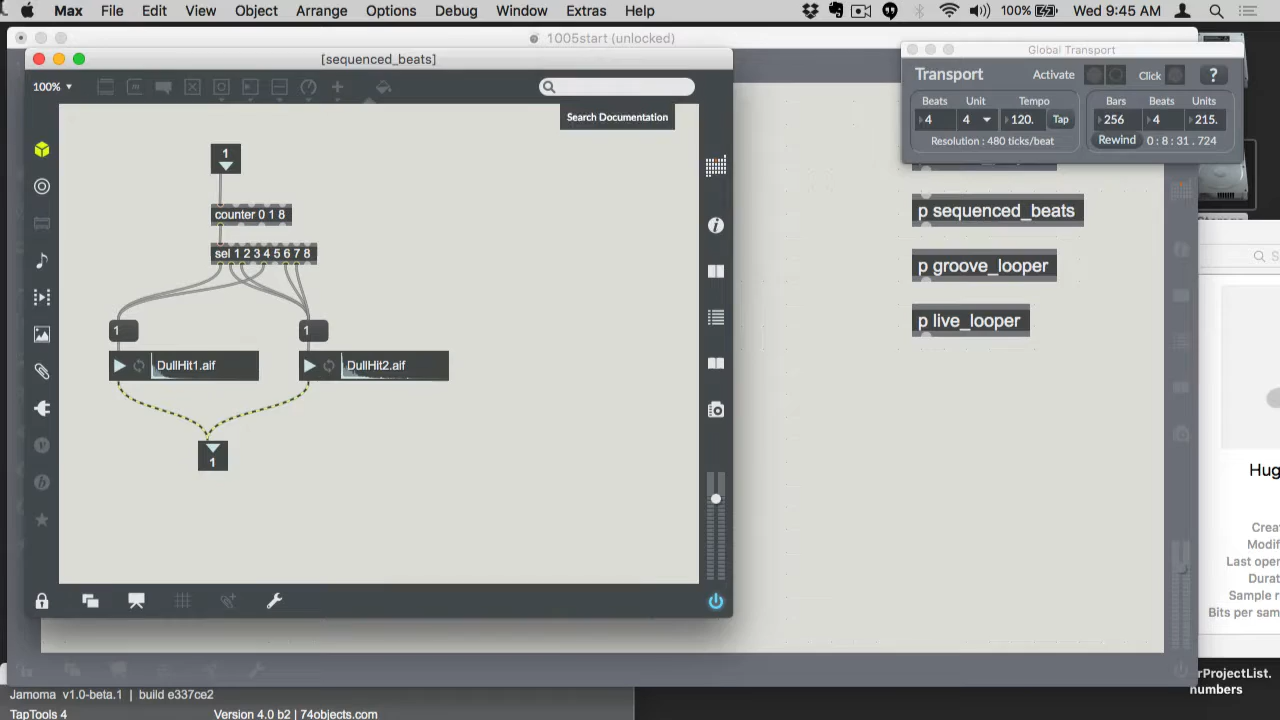 Max File Edit View Object Arrange Options Debug Window Extras Help 100% Wed 9:45 AM
1005start (unlocked)
[sequenced_beats]
Global Transport
100%
Search Documentation
Transport Activate Click ?
Beats Unit Tempo
4 4 120. Tap
Resolution : 480 ticks/beat
Bars Beats Units
256 4 215.
Rewind 0 : 8 : 31 . 724
1
counter 0 1 8
sel 1 2 3 4 5 6 7 8
1
1
DullHit1.aif
DullHit2.aif
1
p sequenced_beats
p groove_looper
p live_looper
Hug
Crea
Modif
Last open
Durat
Sample r
Bits per sam
rProjectList.
numbers
Jamoma v1.0-beta.1 | build e337ce2
TapTools 4 Version 4.0 b2 | 74objects.com